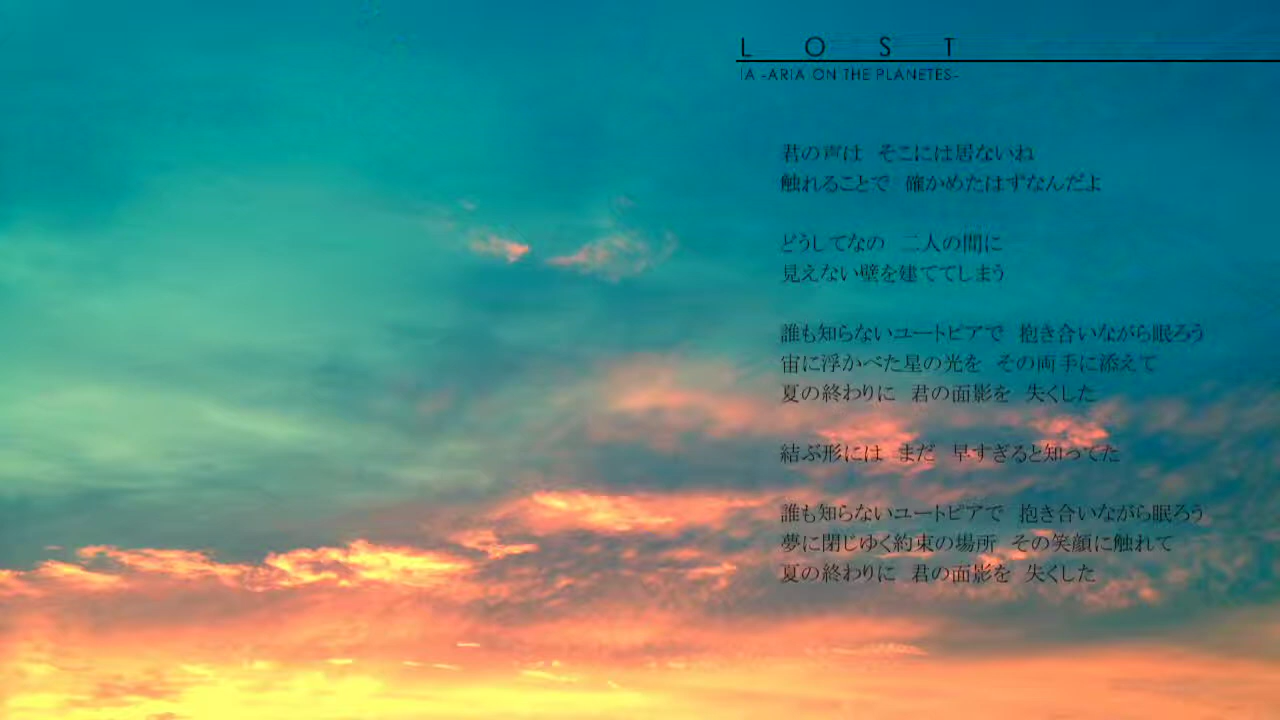 LOST
IA -ARIA ON THE PLANETES-
君の声は　そこには居ないね
触れることで　確かめたはずなんだよ
どうしてなの　二人の間に
見えない壁を建ててしまう
誰も知らないユートピアで　抱き合いながら眠ろう
宙に浮かべた星の光を　その両手に添えて
夏の終わりに　君の面影を　失くした
結ぶ形には　まだ　早すぎると知ってた
誰も知らないユートピアで　抱き合いながら眠ろう
夢に閉じゆく約束の場所　その笑顔に触れて
夏の終わりに　君の面影を　失くした